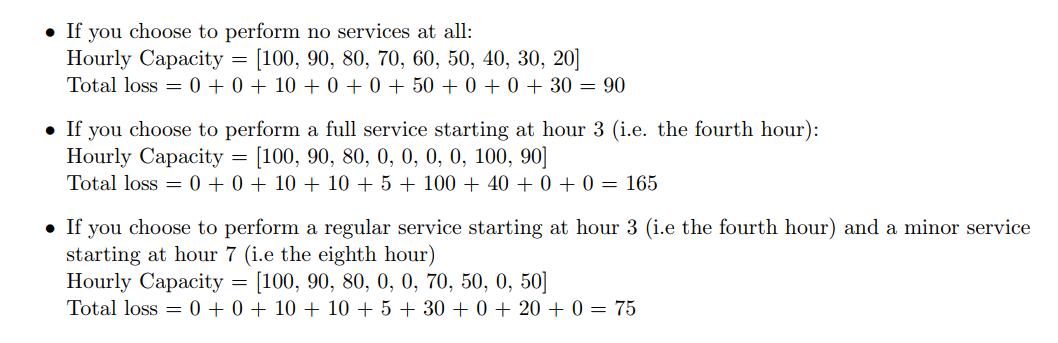 • If you choose to perform no services at all:
Hourly Capacity = [100, 90, 80, 70, 60, 50, 40, 30, 20]
Total loss = 0 + 0 + 10 + 0 + 0 + 50 + 0 + 0 + 30 = 90
• If you choose to perform a full service starting at hour 3 (i.e. the fourth hour):
Hourly Capacity = [100, 90, 80, 0, 0, 0, 0, 100, 90]
Total loss = 0 + 0 + 10 + 10 + 5 + 100 + 40 + 0 + 0 = 165
• If you choose to perform a regular service starting at hour 3 (i.e the fourth hour) and a minor service
starting at hour 7 (i.e the eighth hour)
Hourly Capacity = [100, 90, 80, 0, 0, 70, 50, 0, 50]
Total loss = 0 + 0 + 10 + 10 + 5 + 30 + 0 + 20 + 0 = 75